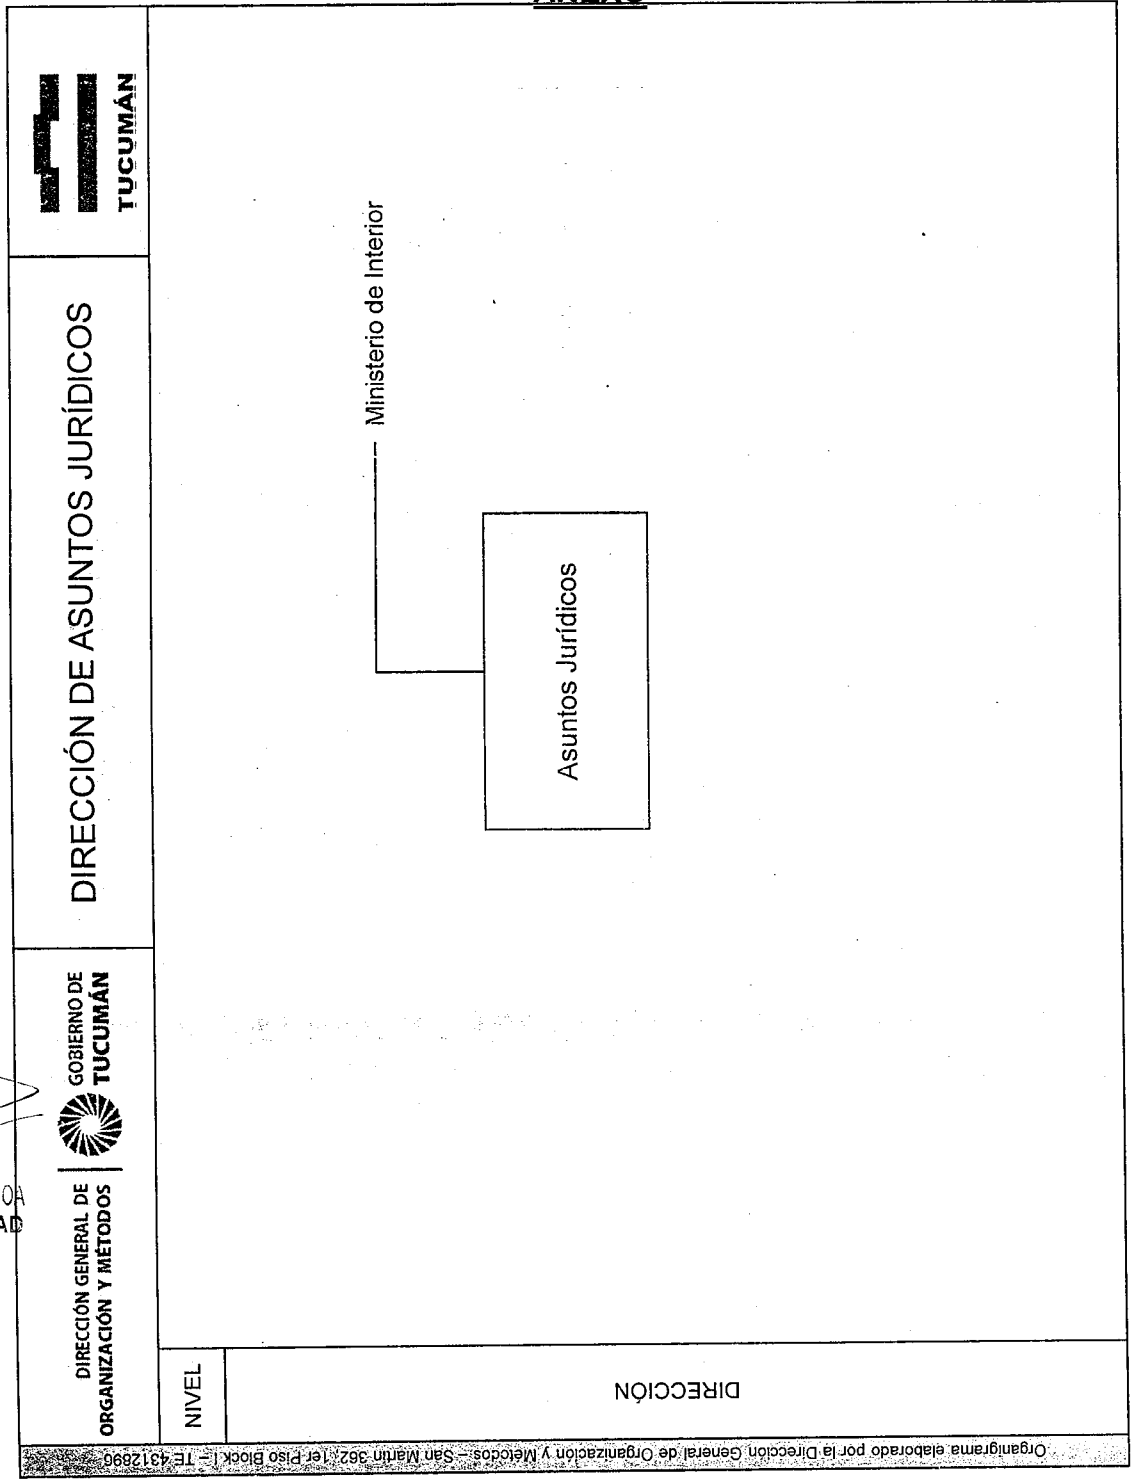 DIRECCIÓN GENERAL DE
ORGANIZACIÓN Y MÉTODOS
GOBIERNO DE
TUCUMÁN
DIRECCIÓN DE ASUNTOS JURÍDICOS
TUCUMÁN
NIVEL
DIRECCIÓN
Ministerio de Interior
Asuntos Jurídicos
Organigrama elaborado por la Dirección General de Organización y Métodos – San Martín 362, 1er Piso Block I – TE 4312896